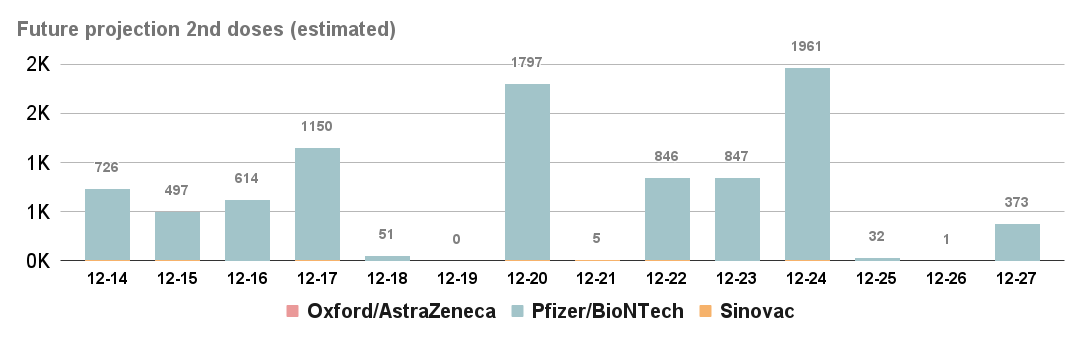 Future projection 2nd doses (estimated)
2K
2K
1K
1K
0K
726
497
614
1150
51
0
1797
5
846
847
1961
32
1
373
12-14 12-15 12-16 12-17 12-18 12-19 12-20 12-21 12-22 12-23 12-24 12-25 12-26 12-27
Oxford/AstraZeneca Pfizer/BioNTech Sinovac